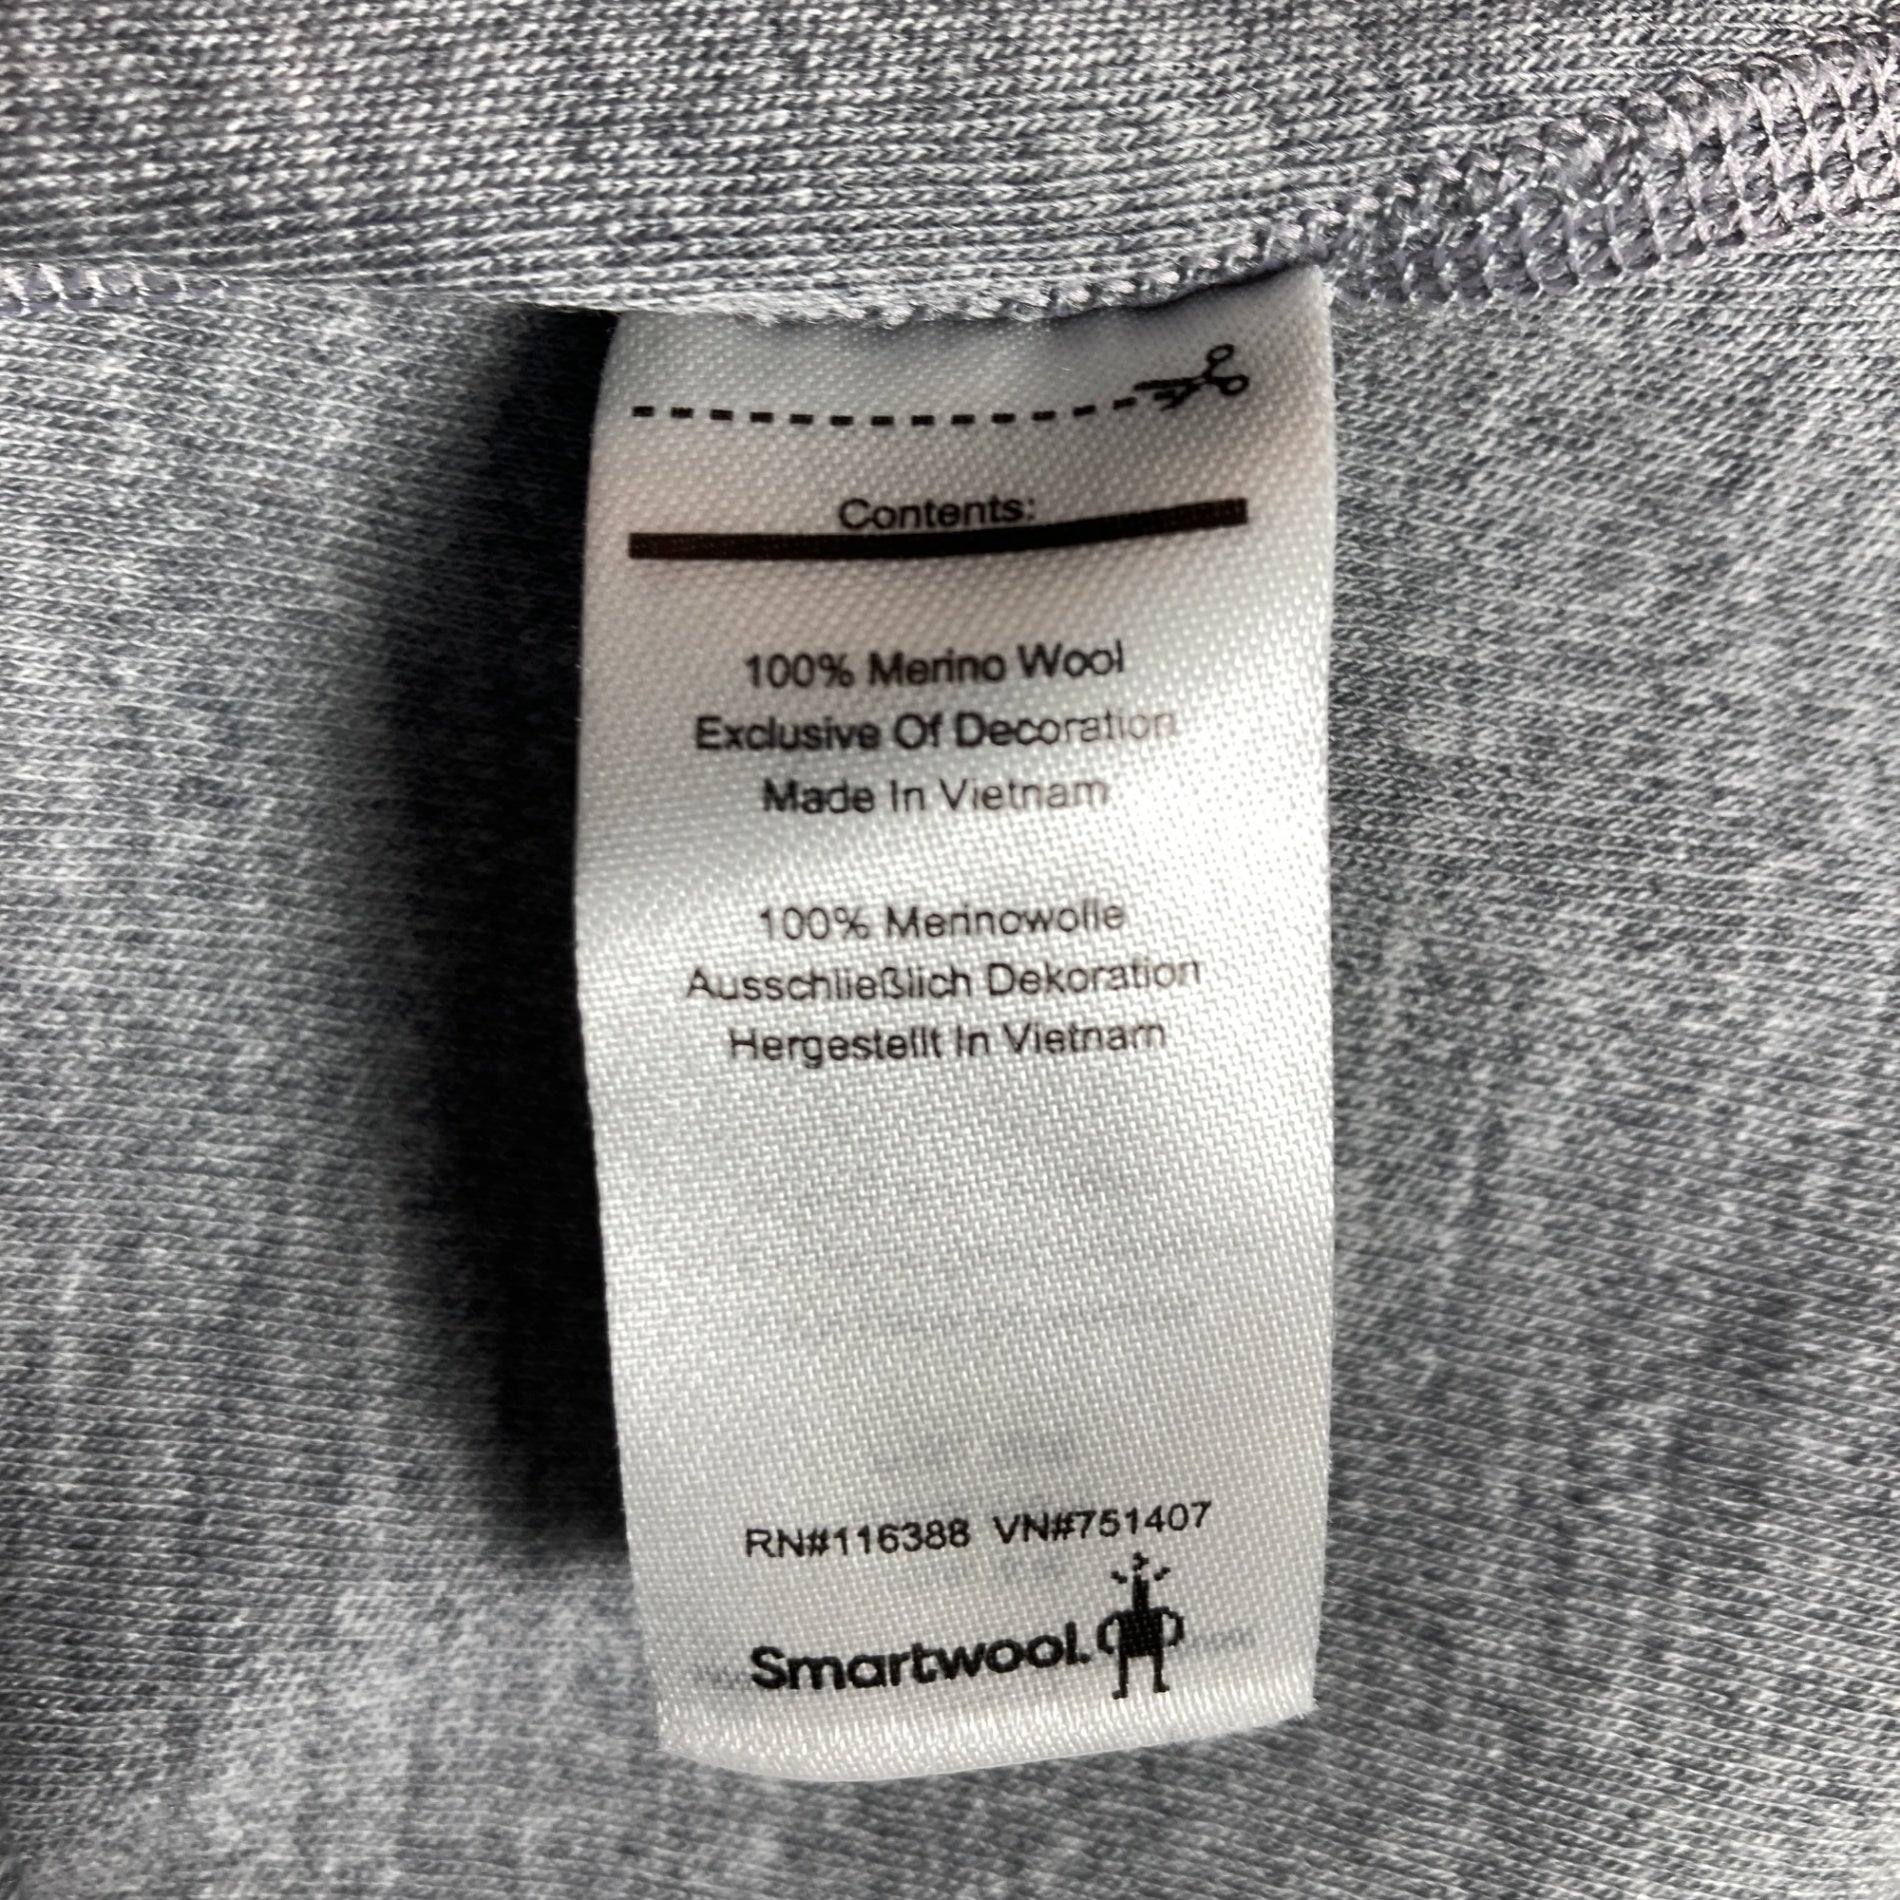 Contents:
100% Merino Wool
Exclusive Of Decoration
Made In Vietnam
100% Merinowolle
Ausschließlich Dekoration
Hergestellt In Vietnam
RN#116388 VN#751407
Smartwool.